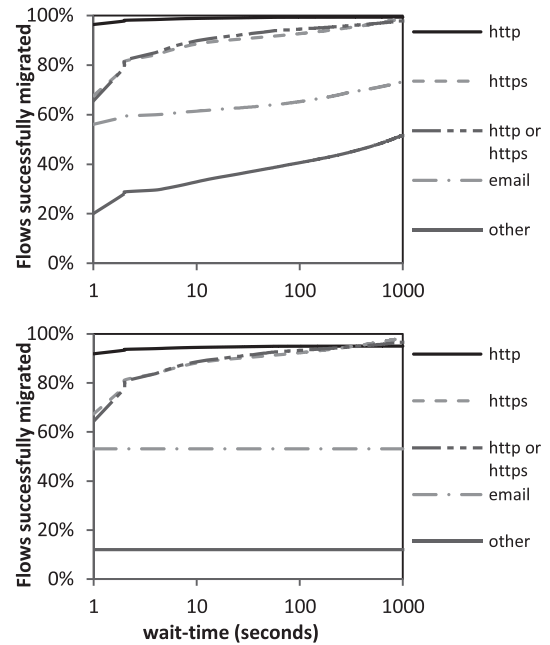 Flows successfully migrated
100%
80%
60%
40%
20%
0%
1
10
100
1000
http
https
http or
https
email
other
Flows successfully migrated
100%
80%
60%
40%
20%
0%
1
10
100
1000
wait-time (seconds)
http
https
http or
https
email
other